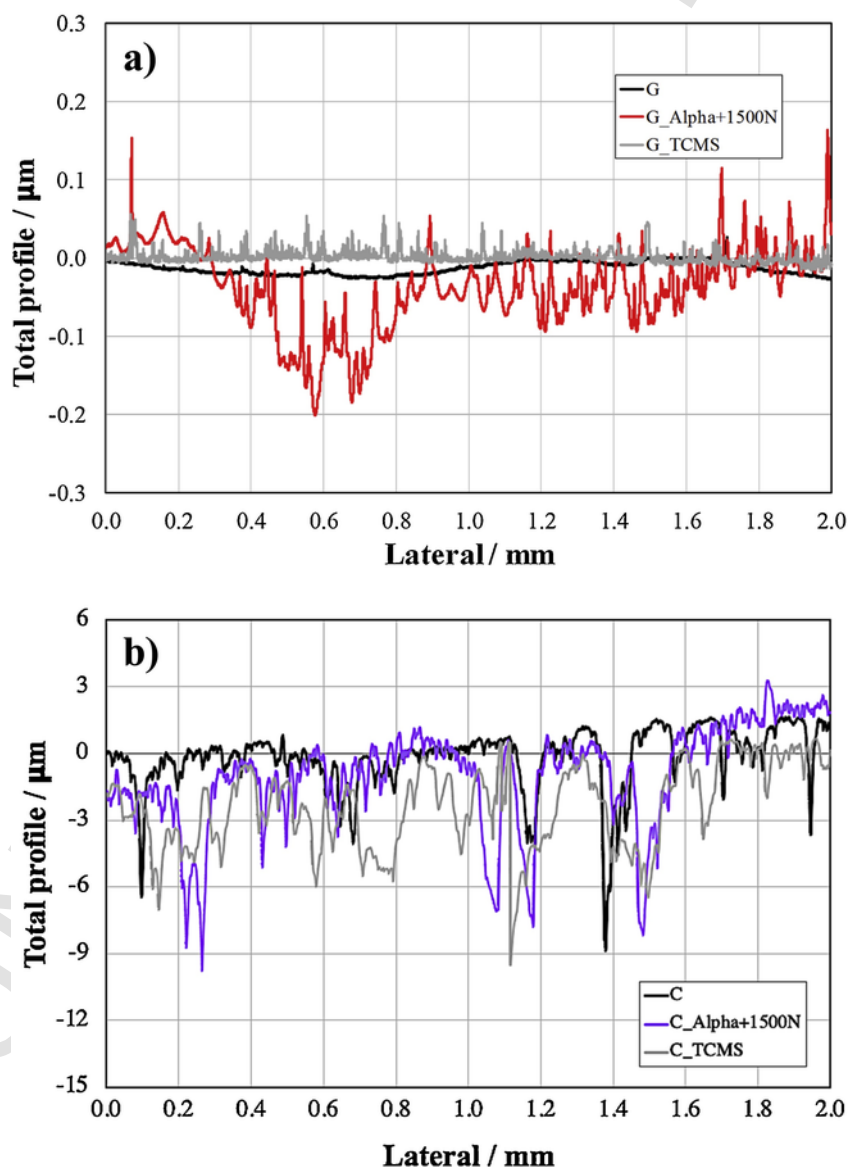 a)
0.3
0.2
0.1
0.0
-0.1
-0.2
-0.3
Total profile / μm
G
G_Alpha+1500N
G_TCMS
0.0 0.2 0.4 0.6 0.8 1.0 1.2 1.4 1.6 1.8 2.0
Lateral / mm
b)
6
3
0
-3
-6
-9
-12
-15
Total profile / μm
C
C_Alpha+1500N
C_TCMS
0.0 0.2 0.4 0.6 0.8 1.0 1.2 1.4 1.6 1.8 2.0
Lateral / mm